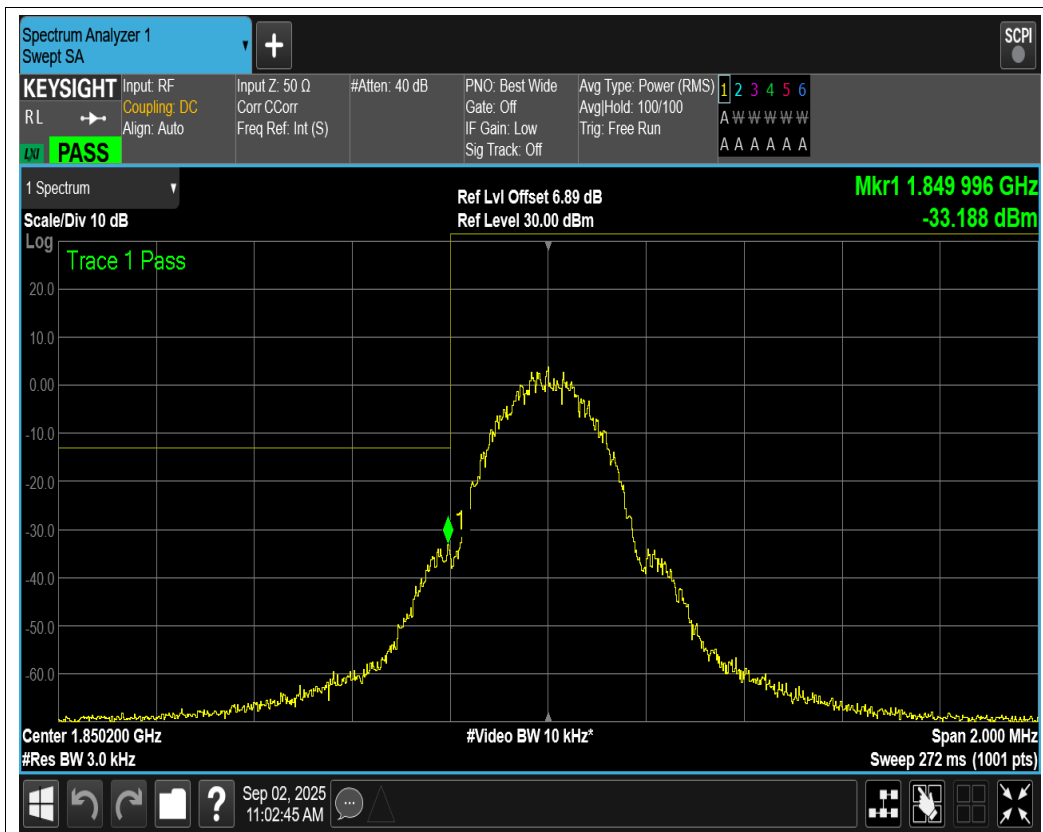 Spectrum Analyzer 1
Swept SA
+
SCPI
KEYSIGHT
RL
LXI PASS
Input: RF
Coupling: DC
Align: Auto
Input Z: 50 Ω
Corr CCorr
Freq Ref: Int (S)
#Atten: 40 dB
PNO: Best Wide
Gate: Off
IF Gain: Low
Sig Track: Off
Avg Type: Power (RMS)
Avg|Hold: 100/100
Trig: Free Run
1 2 3 4 5 6
A W W W W W
A A A A A A
1 Spectrum
Scale/Div 10 dB
Ref Lvl Offset 6.89 dB
Ref Level 30.00 dBm
Mkr1 1.849 996 GHz
-33.188 dBm
Log
Trace 1 Pass
20.0
10.0
0.00
-10.0
-20.0
-30.0
1
-40.0
-50.0
-60.0
Center 1.850200 GHz
#Video BW 10 kHz*
Span 2.000 MHz
#Res BW 3.0 kHz
Sweep 272 ms (1001 pts)
?
Sep 02, 2025
11:02:45 AM